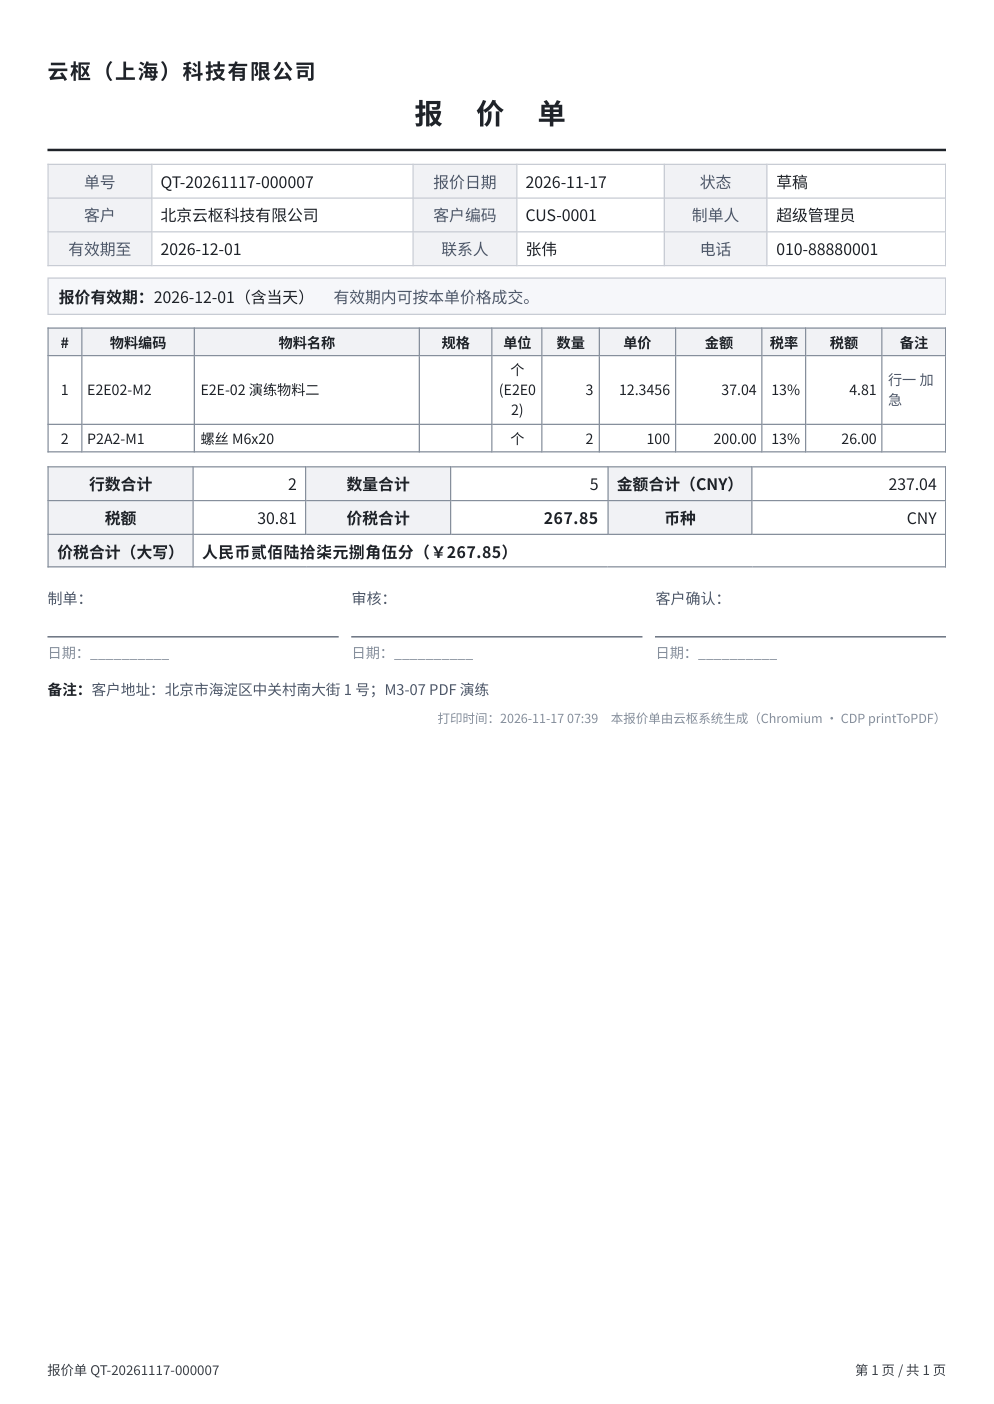 云枢（上海）科技有限公司
报 价 单
单号 QT-20261117-000007 报价日期 2026-11-17 状态 草稿
客户 北京云枢科技有限公司 客户编码 CUS-0001 制单人 超级管理员
有效期至 2026-12-01 联系人 张伟 电话 010-88880001
报价有效期：2026-12-01（含当天） 有效期内可按本单价格成交。
# 物料编码 物料名称 规格 单位 数量 单价 金额 税率 税额 备注
1 E2E02-M2 E2E-02 演练物料二 个(E2E02) 3 12.3456 37.04 13% 4.81 行一 加急
2 P2A2-M1 螺丝 M6x20 个 2 100 200.00 13% 26.00
行数合计 2 数量合计 5 金额合计（CNY） 237.04
税额 30.81 价税合计 267.85 币种 CNY
价税合计（大写） 人民币贰佰陆拾柒元捌角伍分（￥267.85）
制单： 审核： 客户确认：
日期：__________ 日期：__________ 日期：__________
备注：客户地址：北京市海淀区中关村南大街 1 号；M3-07 PDF 演练
打印时间：2026-11-17 07:39 本报价单由云枢系统生成（Chromium · CDP printToPDF）
报价单 QT-20261117-000007 第 1 页 / 共 1 页